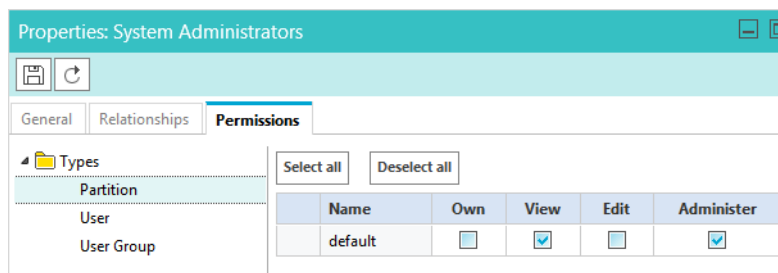 Properties: System Administrators
General Relationships Permissions
Types
Partition
User
User Group
Select all Deselect all
Name Own View Edit Administer
default